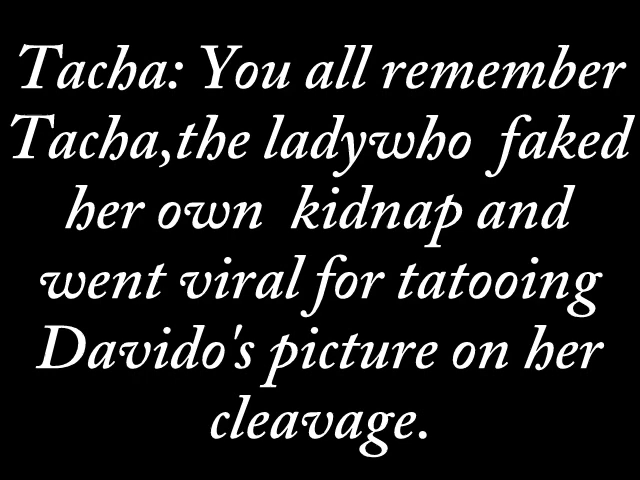 Tacha: You all remember
Tacha,the ladywho faked
her own kidnap and
went viral for tatooing
Davido's picture on her
cleavage.